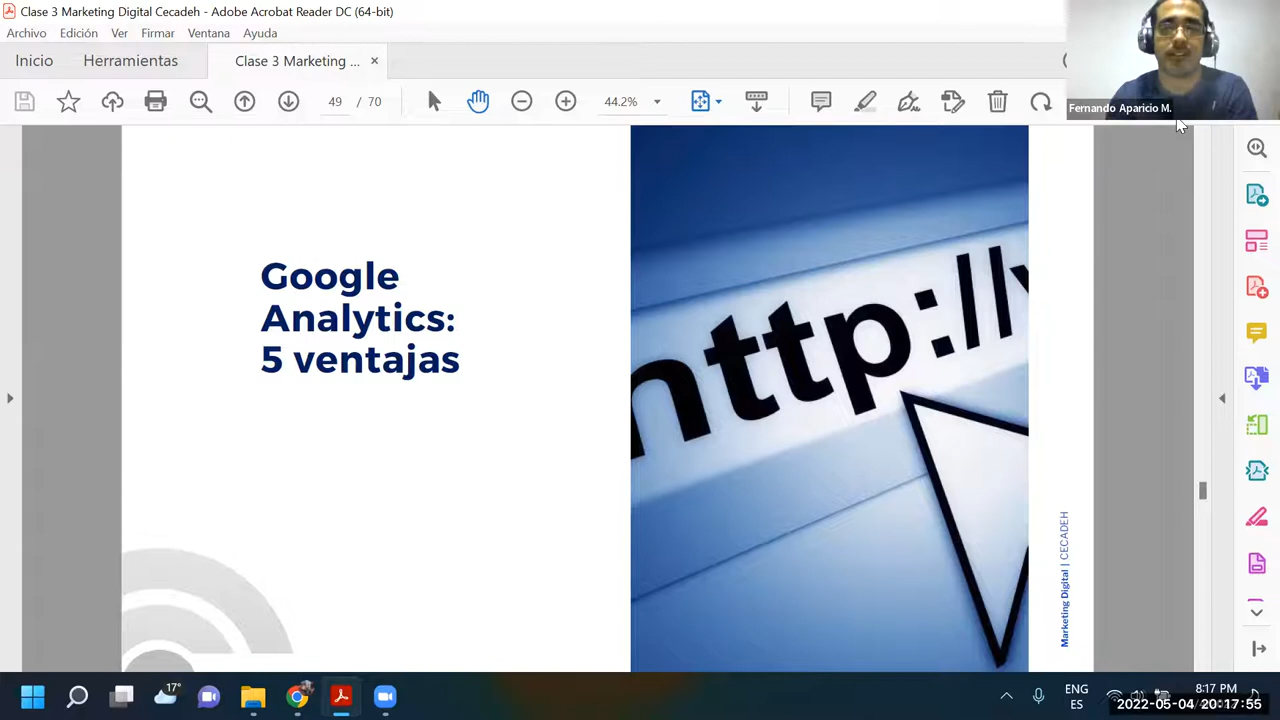 Clase 3 Marketing Digital Cecadeh - Adobe Acrobat Reader DC (64-bit)
Archivo Edición Ver Firmar Ventana Ayuda
Inicio Herramientas Clase 3 Marketing ... ×
49 / 70 44.2%
Fernando Aparicio M.
Google
Analytics:
5 ventajas
http://
Marketing Digital | CECADEH
17°
ENG
ES
8:17 PM
2022-05-04 20:17:55